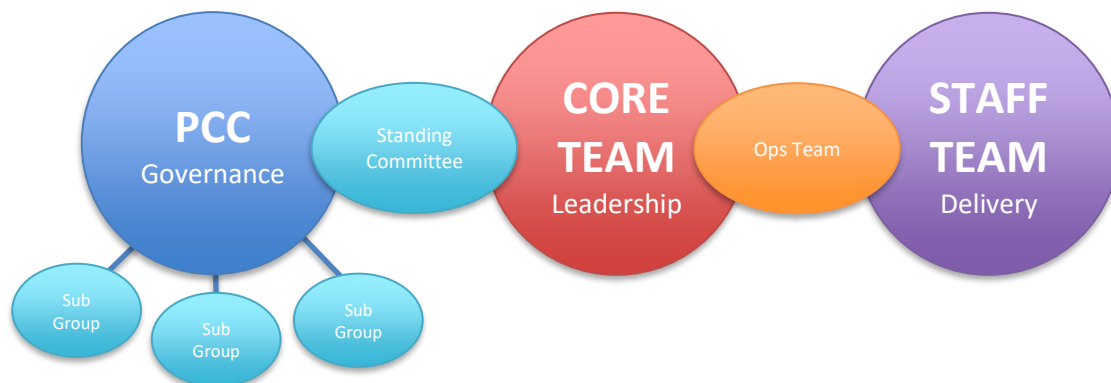 PCC
Governance
Standing
Committee
CORE
TEAM
Leadership
Ops Team
STAFF
TEAM
Delivery
Sub
Group
Sub
Group
Sub
Group